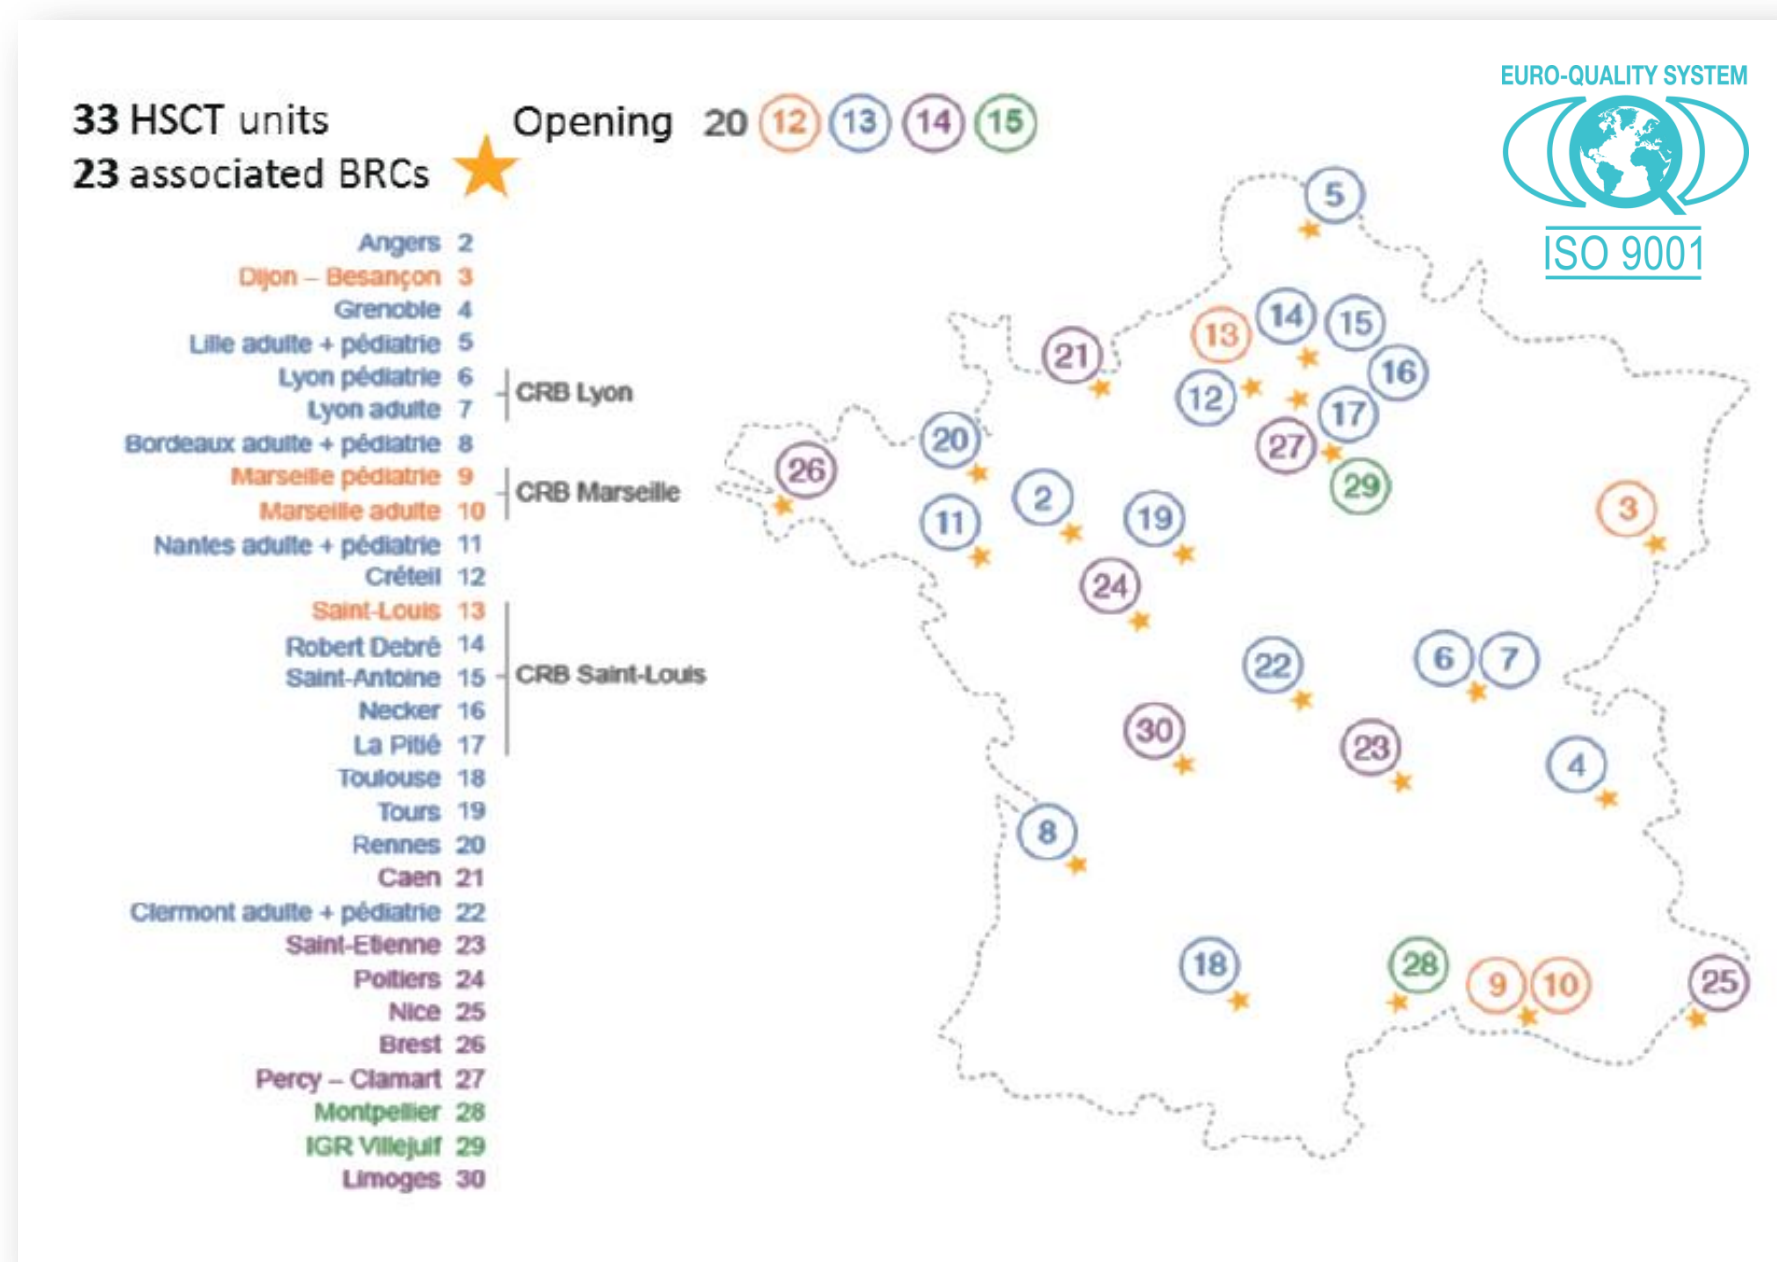 33 HSCT units
23 associated BRCs
Opening 20 12 13 14 15
EURO-QUALITY SYSTEM
ISO 9001
Angers 2
Dijon – Besançon 3
Grenoble 4
Lille adulte + pédiatrie 5
Lyon pédiatrie 6
Lyon adulte 7
CRB Lyon
Bordeaux adulte + pédiatrie 8
Marseille pédiatrie 9
Marseille adulte 10
CRB Marseille
Nantes adulte + pédiatrie 11
Créteil 12
Saint-Louis 13
Robert Debré 14
Saint-Antoine 15
Necker 16
La Pitié 17
CRB Saint-Louis
Toulouse 18
Tours 19
Rennes 20
Caen 21
Clermont adulte + pédiatrie 22
Saint-Etienne 23
Poitiers 24
Nice 25
Brest 26
Percy – Clamart 27
Montpellier 28
IGR Villejuif 29
Limoges 30
5
14
15
13
21
16
12
17
20
27
26
29
2
11
19
3
24
22
6
7
30
23
4
8
18
28
9
10
25